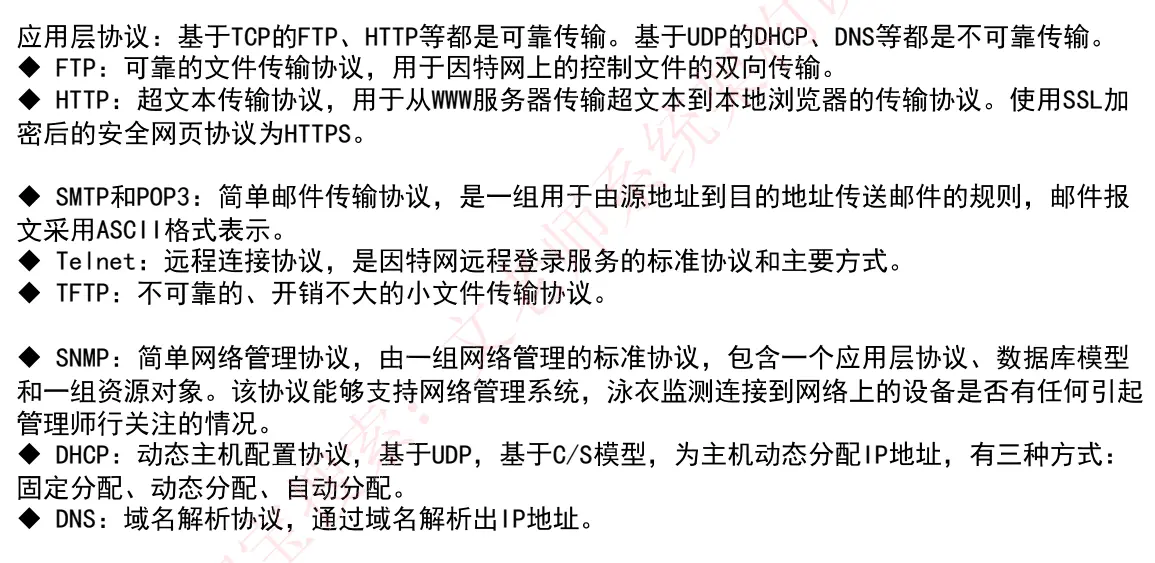 应用层协议：基于TCP的FTP、HTTP等都是可靠传输。基于UDP的DHCP、DNS等都是不可靠传输。
◆ FTP：可靠的文件传输协议，用于因特网上的控制文件的双向传输。
◆ HTTP：超文本传输协议，用于从WWW服务器传输超文本到本地浏览器的传输协议。使用SSL加
密后的安全网页协议为HTTPS。
◆ SMTP和POP3：简单邮件传输协议，是一组用于由源地址到目的地址传送邮件的规则，邮件报
文采用ASCII格式表示。
◆ Telnet：远程连接协议，是因特网远程登录服务的标准协议和主要方式。
◆ TFTP：不可靠的、开销不大的小文件传输协议。
◆ SNMP：简单网络管理协议，由一组网络管理的标准协议，包含一个应用层协议、数据库模型
和一组资源对象。该协议能够支持网络管理系统，泳衣监测连接到网络上的设备是否有任何引起
管理师行关注的情况。
◆ DHCP：动态主机配置协议，基于UDP，基于C/S模型，为主机动态分配IP地址，有三种方式：
固定分配、动态分配、自动分配。
◆ DNS：域名解析协议，通过域名解析出IP地址。